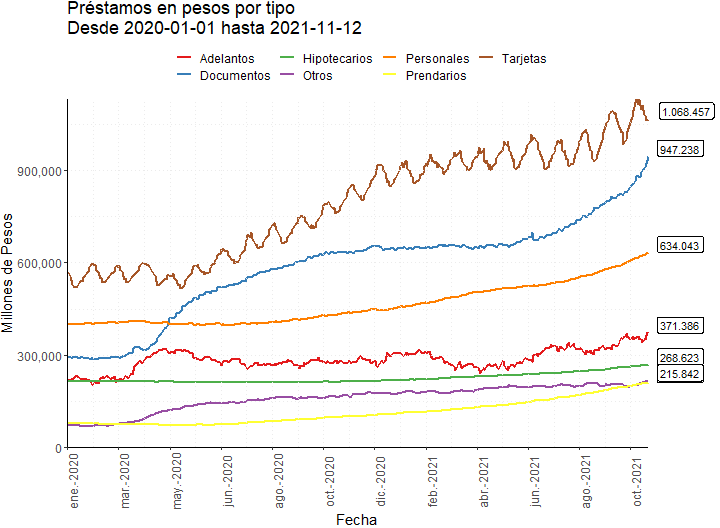 Préstamos en pesos por tipo
Desde 2020-01-01 hasta 2021-11-12
Adelantos Hipotecarios Personales Tarjetas
Documentos Otros Prendarios
Millones de Pesos
900,000
600,000
300,000
0
1.068.457
947.238
634.043
371.386
268.623
215.842
ene.-2020 mar.-2020 may.-2020 jun.-2020 ago.-2020 oct.-2020 dic.-2020 feb.-2021 abr.-2021 jun.-2021 ago.-2021 oct.-2021
Fecha